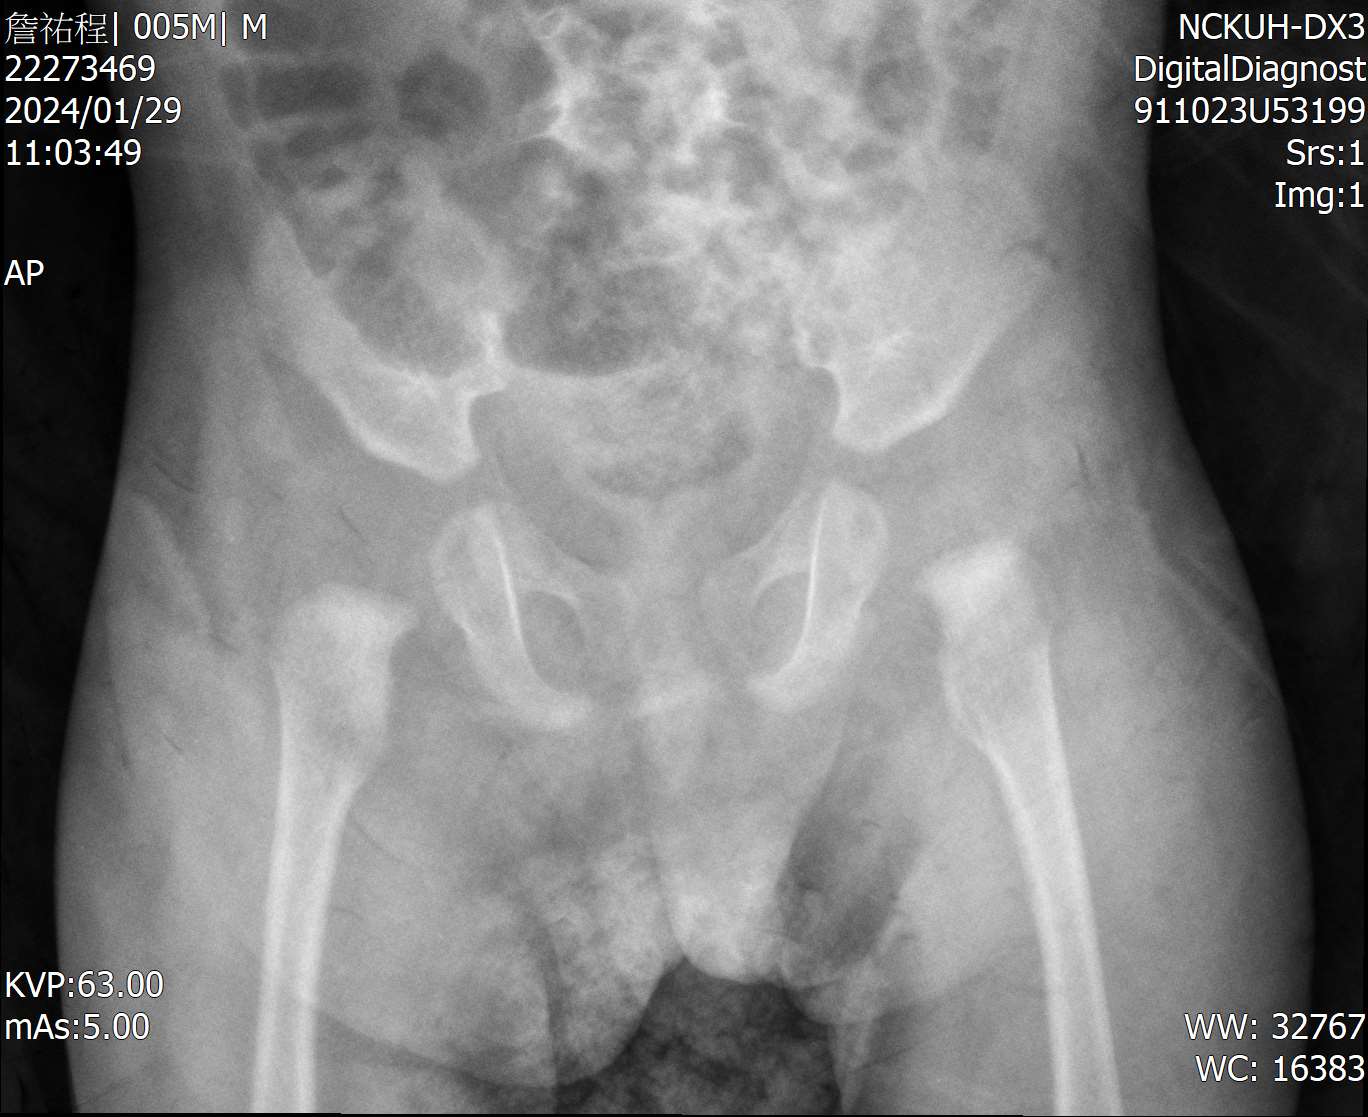 詹祐程| 005M| M
22273469
2024/01/29
11:03:49
AP
NCKUH-DX3
DigitalDiagnost
911023U53199
Srs:1
Img:1
KVP:63.00
mAs:5.00
WW: 32767
WC: 16383